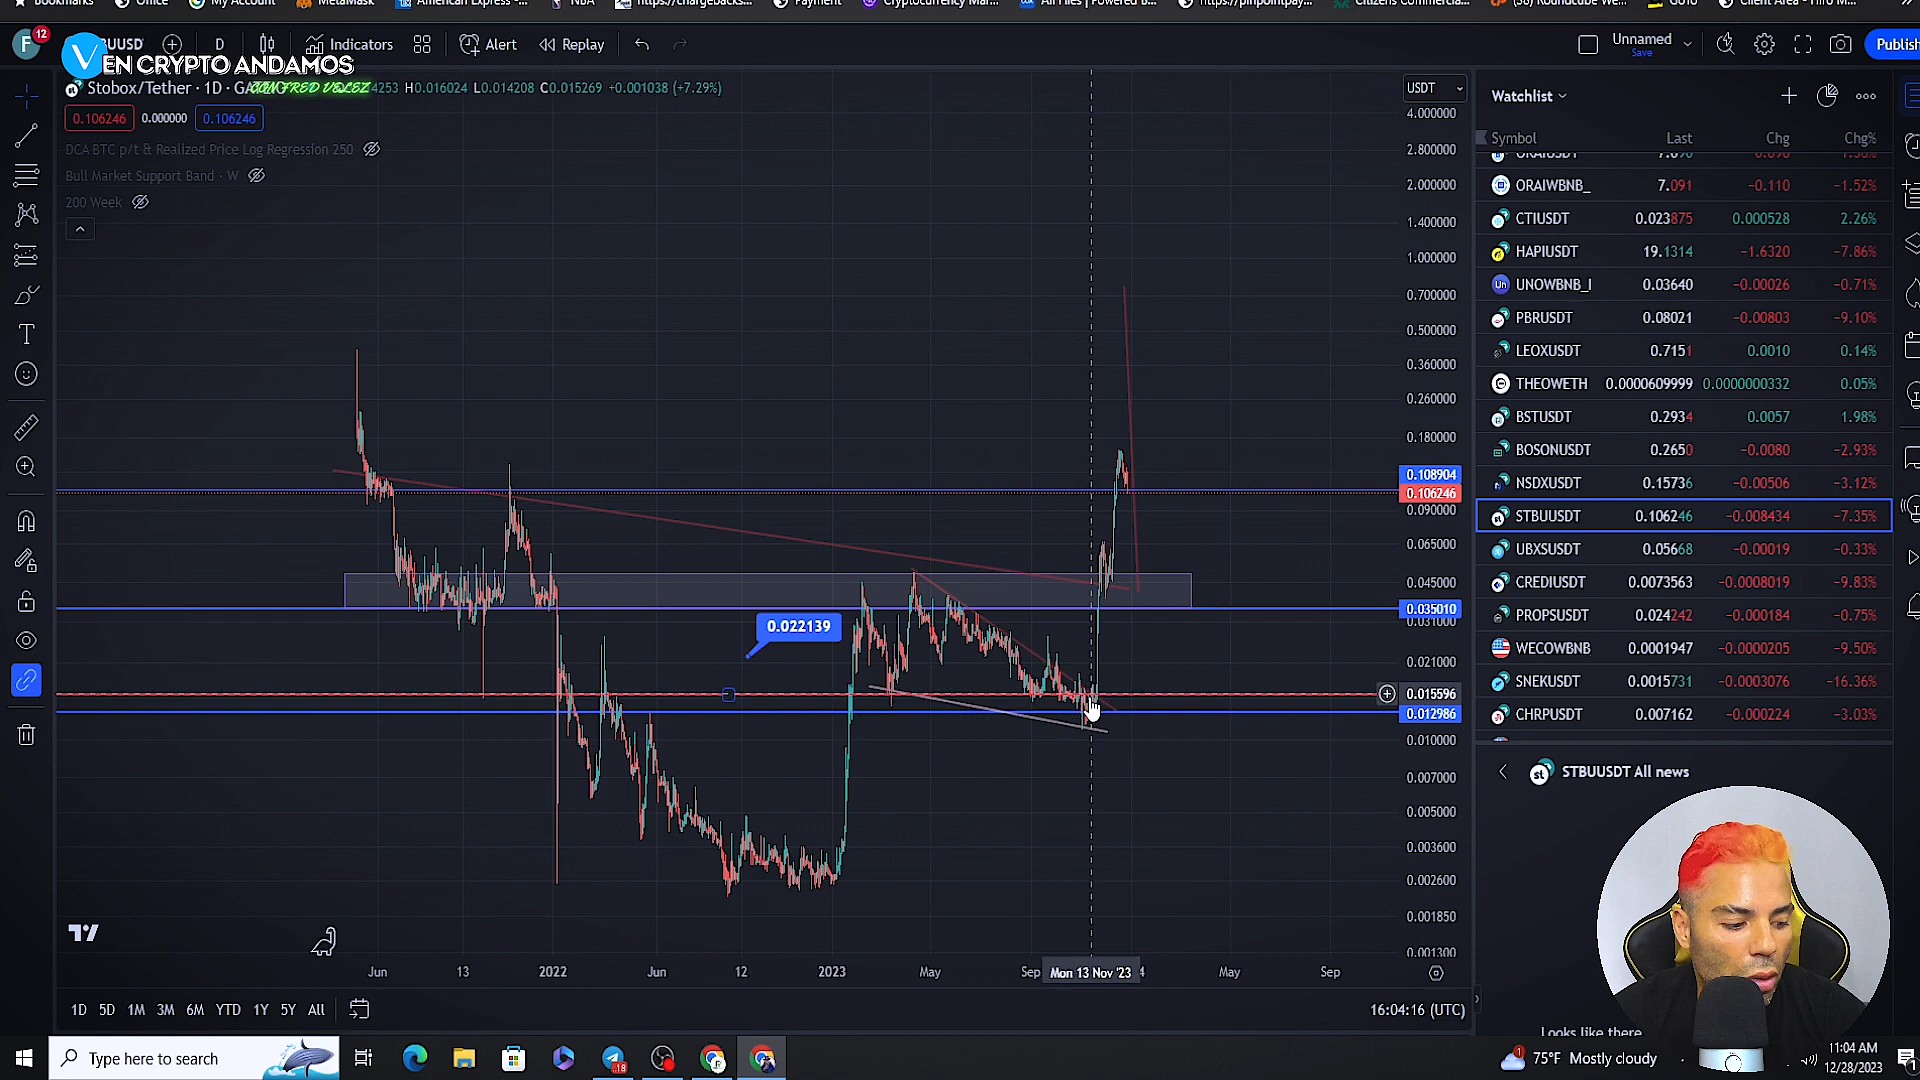 Bookmarks Office My Account MetaMask American Express -... NBA https://chargebacks... Payment Cryptocurrency Mar... All Files | Powered B... https://pinpointpay... Citizens Commercial... (58) Roundcube We... GoTo Client Area - Hiro M...
F 12 BUUSD D Indicators Alert Replay Unnamed Save Publish
V EN CRYPTO ANDAMOS
CON FRED VELEZ
Stobox/Tether · 1D · 4253 H0.016024 L0.014208 C0.015269 +0.001038 (+7.29%) USDT
0.106246 0.000000 0.106246
DCA BTC p/t & Realized Price Log Regression 250
Bull Market Support Band · W
200 Week
4.000000
2.800000
2.000000
1.400000
1.000000
0.700000
0.500000
0.360000
0.260000
0.180000
0.108904
0.106246
0.090000
0.065000
0.045000
0.035010
0.031000
0.022139
0.021000
0.015596
0.012986
0.010000
0.007000
0.005000
0.003600
0.002600
0.001850
0.001300
Jun 13 2022 Jun 12 2023 May Sep Mon 13 Nov '23 4 May Sep
1D 5D 1M 3M 6M YTD 1Y 5Y All 16:04:16 (UTC)
Watchlist
Symbol Last Chg Chg%
ORAIUSDT 7.090 -0.098 -1.36%
ORAIWBNB_ 7.091 -0.110 -1.52%
CTIUSDT 0.023875 0.000528 2.26%
HAPIUSDT 19.1314 -1.6320 -7.86%
UNOWBNB_I 0.03640 -0.00026 -0.71%
PBRUSDT 0.08021 -0.00803 -9.10%
LEOXUSDT 0.7151 0.0010 0.14%
THEOWETH 0.0000609999 0.0000000332 0.05%
BSTUSDT 0.2934 0.0057 1.98%
BOSONUSDT 0.2650 -0.0080 -2.93%
NSDXUSDT 0.15736 -0.00506 -3.12%
STBUUSDT 0.106246 -0.008434 -7.35%
UBXSUSDT 0.05668 -0.00019 -0.33%
CREDIUSDT 0.0073563 -0.0008019 -9.83%
PROPSUSDT 0.024242 -0.000184 -0.75%
WECOWBNB 0.0001947 -0.0000205 -9.50%
SNEKUSDT 0.0015731 -0.0003076 -16.36%
CHRPUSDT 0.007162 -0.000224 -3.03%
st STBUUSDT All news
Looks like there
Type here to search
18
1 75°F Mostly cloudy 11:04 AM
12/28/2023